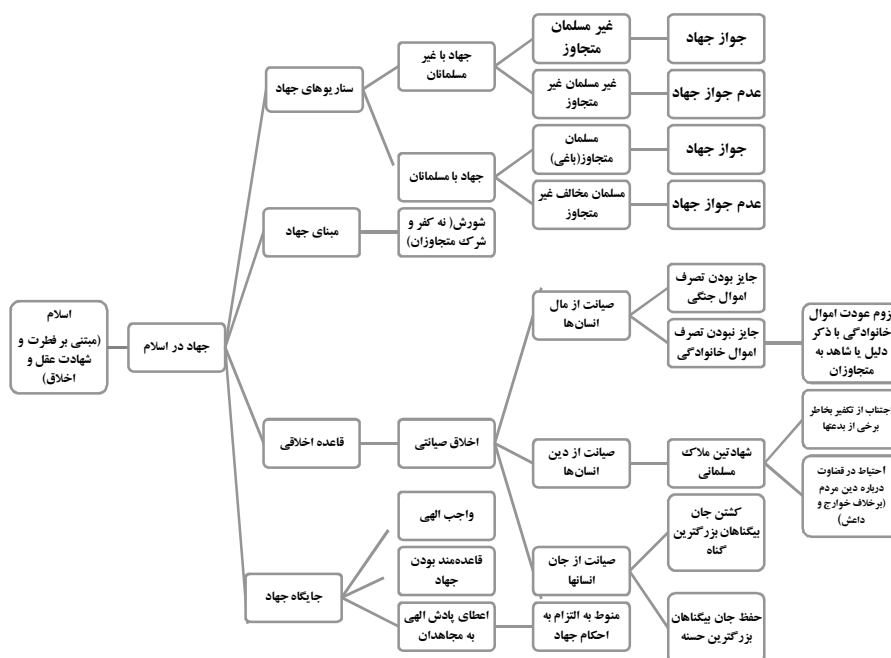 اسلام
(مبتنی بر فطرت و
شهادت عقل و
اخلاق)
جهاد در اسلام
سناریوهای جهاد
جهاد با غیر
مسلمانان
غیر مسلمان
متجاوز
جواز جهاد
غیر مسلمان غیر
متجاوز
عدم جواز جهاد
جهاد با مسلمانان
مسلمان
متجاوز(باغی)
جواز جهاد
مسلمان مخالف غیر
متجاوز
عدم جواز جهاد
مبنای جهاد
شورش( نه کفر و
شرک متجاوزان)
قاعده اخلاقی
اخلاق صیانتی
صیانت از مال
انسان‌ها
جایز بودن تصرف
اموال جنگی
جایز نبودن تصرف
اموال خانوادگی
زوم عودت اموال
خانوادگی با ذکر
دلیل یا شاهد به
متجاوزان
صیانت از دین
انسان‌ها
شهادتین ملاک
مسلمانی
جتناب از تکفیر بخاطر
برخی از بدعتها
احتیاط در قضاوت
درباره دین مردم
(برخلاف خوارج و
داعش)
صیانت از جان
انسانها
کشتن جان
بیگناهان بزرگترین
گناه
حفظ جان بیگناهان
بزرگترین حسنه
جایگاه جهاد
واجب الهی
قاعده‌مند بودن
جهاد
اعطای پادش الهی
به مجاهدان
منوط به التزام به
احکام جهاد